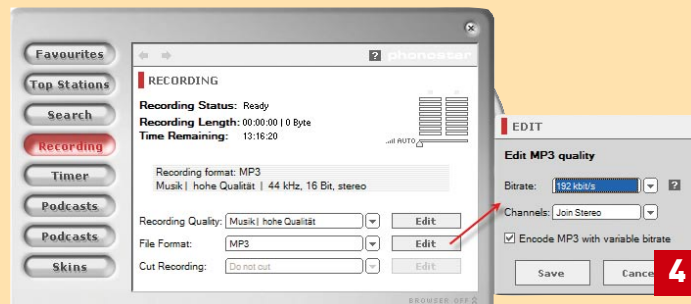 Favourites
Top Stations
Search
Recording
Timer
Podcasts
Podcasts
Skins
? phonostar
RECORDING
Recording Status: Ready
Recording Length: 00:00:00 | 0 Byte
Time Remaining: 13:16:20
AUTO
Recording format: MP3
Musik | hohe Qualität | 44 kHz, 16 Bit, stereo
Recording Quality: Musik | hohe Qualität Edit
File Format: MP3 Edit
Cut Recording: Do not cut Edit
BROWSER OFF
EDIT
Edit MP3 quality
Bitrate: 192 kbit/s ?
Channels: Join Stereo
Encode MP3 with variable bitrate
Save Cance
4